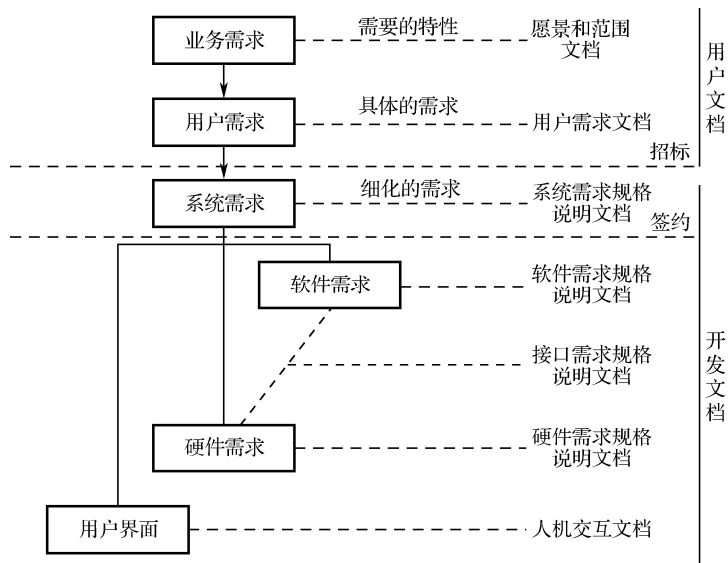 业务需求
需要的特性
愿景和范围
文档
用户需求
具体的需求
用户需求文档
用户文档
招标
系统需求
细化的需求
系统需求规格
说明文档
签约
软件需求
软件需求规格
说明文档
接口需求规格
说明文档
开发文档
硬件需求
硬件需求规格
说明文档
用户界面
人机交互文档